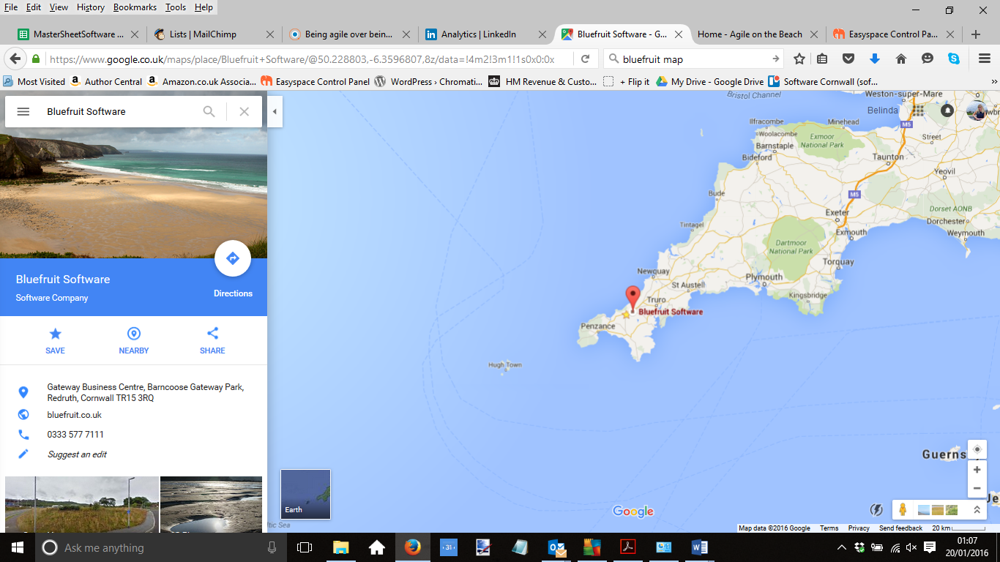 File Edit View History Bookmarks Tools Help
MasterSheetSoftware ...
Lists | MailChimp
Being agile over bein...
Analytics | LinkedIn
Bluefruit Software - G...
Home - Agile on the Beach
Easyspace Control Pa...
https://www.google.co.uk/maps/place/Bluefruit+Software/@50.228803,-6.3596807,8z/data=!4m2!3m1!1s0x0:0x
bluefruit map
Most Visited
Author Central
Amazon.co.uk Associa...
Easyspace Control Panel
WordPress › Chromati...
HM Revenue & Custo...
+ Flip it
My Drive - Google Drive
Software Cornwall (sof...
Bluefruit Software
Bluefruit Software
Software Company
Directions
SAVE NEARBY SHARE
Gateway Business Centre, Barncoose Gateway Park,
Redruth, Cornwall TR15 3RQ
bluefruit.co.uk
0333 577 7111
Suggest an edit
Earth
tic Sea
Bristol Channel
Weston-super-Mare
Belinda
Ilfracombe
Minehead
M5
Woolacombe
Exmoor
National Park
Street
Barnstaple
Bideford
Taunton
Yeovil
Bude
M5
Dorset AONB
Exeter
Dorchester
Tintagel
Exmouth
Weymouth
Dartmoor
National Park
Torquay
Newquay
St Austell
Plymouth
Kingsbridge
Truro
Bluefruit Software
Penzance
Hugh Town
Guerns
Je
Google
Map data ©2016 Google Terms Privacy Send feedback 20 km
Ask me anything
31
01:07
20/01/2016